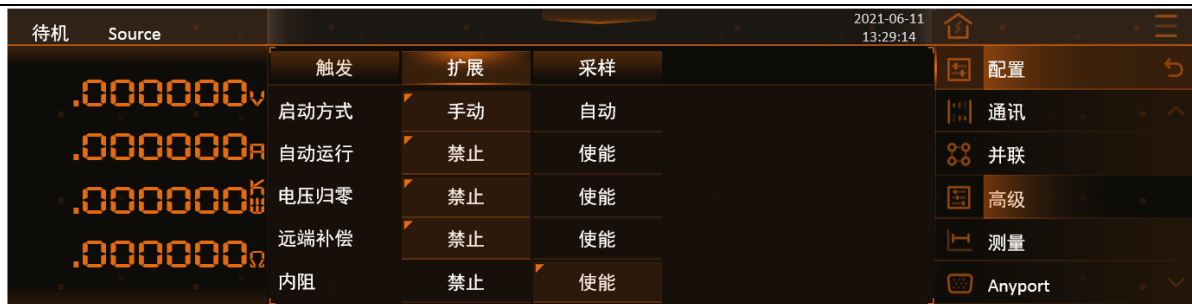 待机 Source
2021-06-11
13:29:14
.000000V
.000000A
.000000KW
.000000Ω
触发 扩展 采样
启动方式 手动 自动
自动运行 禁止 使能
电压归零 禁止 使能
远端补偿 禁止 使能
内阻 禁止 使能
配置
通讯
并联
高级
测量
Anyport